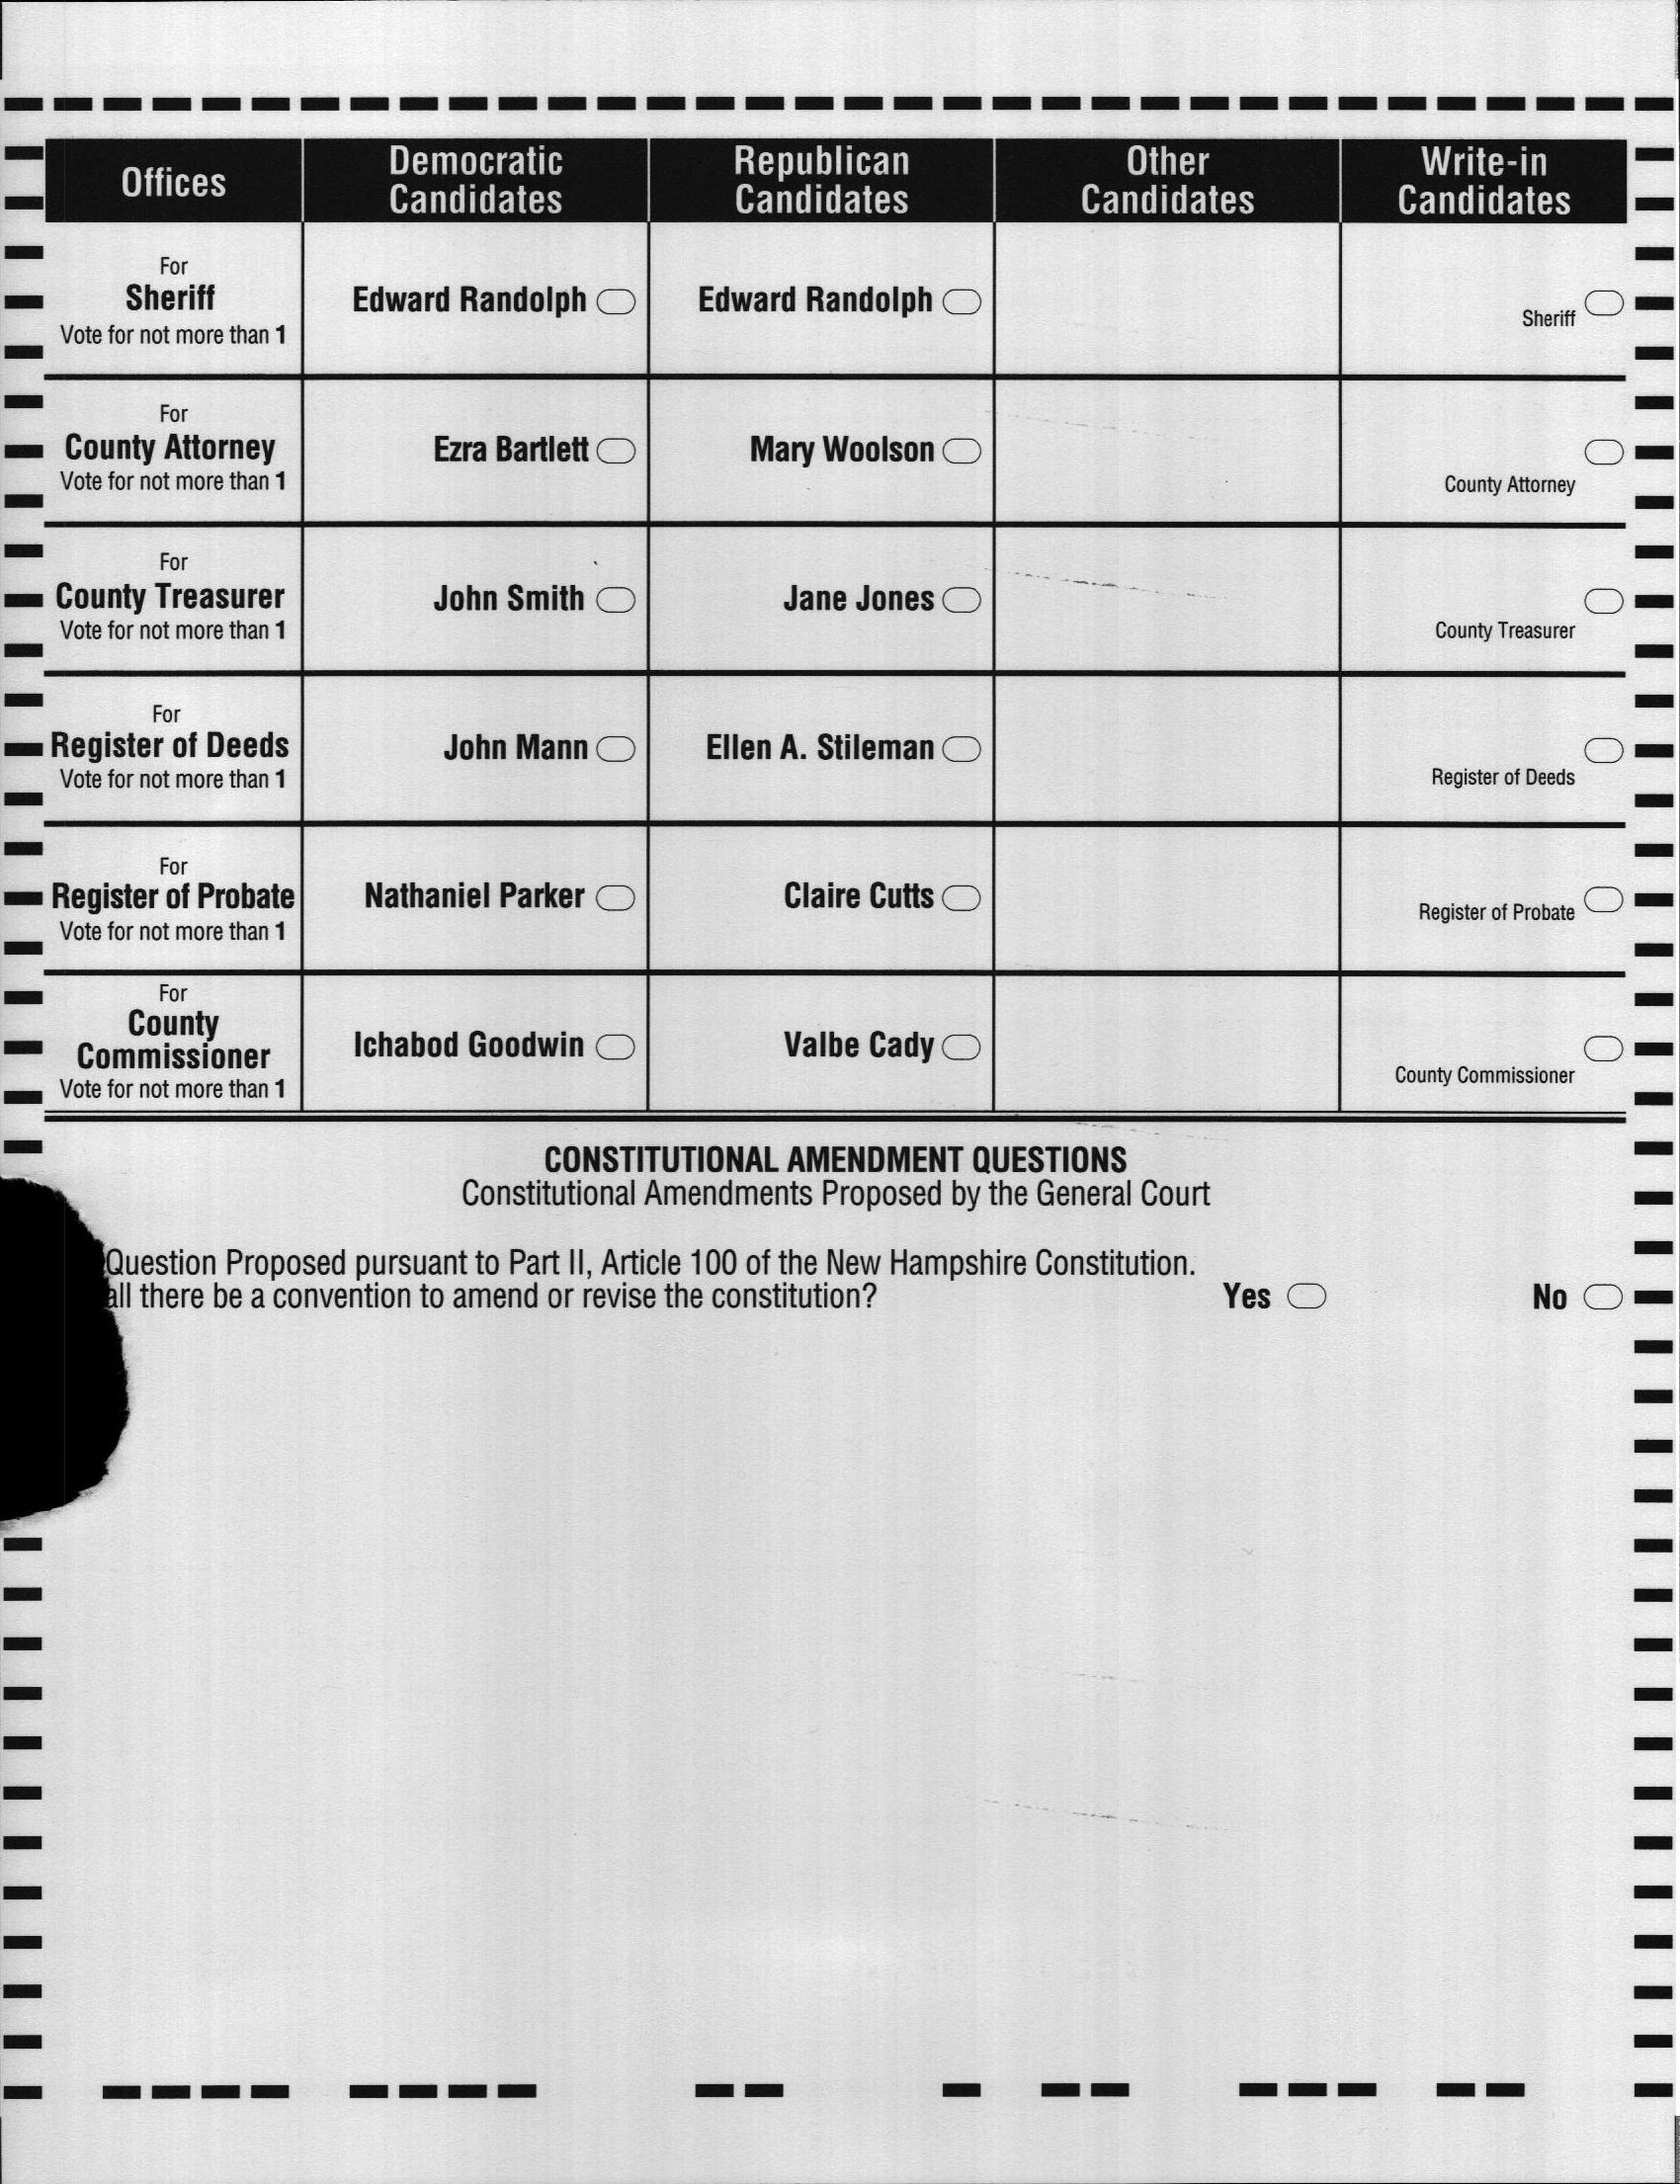 Offices
Democratic
Candidates
Republican
Candidates
Other
Candidates
Write-in
Candidates
For
Sheriff
Vote for not more than 1
Edward Randolph
Edward Randolph
Sheriff
For
County Attorney
Vote for not more than 1
Ezra Bartlett
Mary Woolson
County Attorney
For
County Treasurer
Vote for not more than 1
John Smith
Jane Jones
County Treasurer
For
Register of Deeds
Vote for not more than 1
John Mann
Ellen A. Stileman
Register of Deeds
For
Register of Probate
Vote for not more than 1
Nathaniel Parker
Claire Cutts
Register of Probate
For
County
Commissioner
Vote for not more than 1
Ichabod Goodwin
Valbe Cady
County Commissioner
CONSTITUTIONAL AMENDMENT QUESTIONS
Constitutional Amendments Proposed by the General Court
Question Proposed pursuant to Part II, Article 100 of the New Hampshire Constitution.
all there be a convention to amend or revise the constitution? Yes No